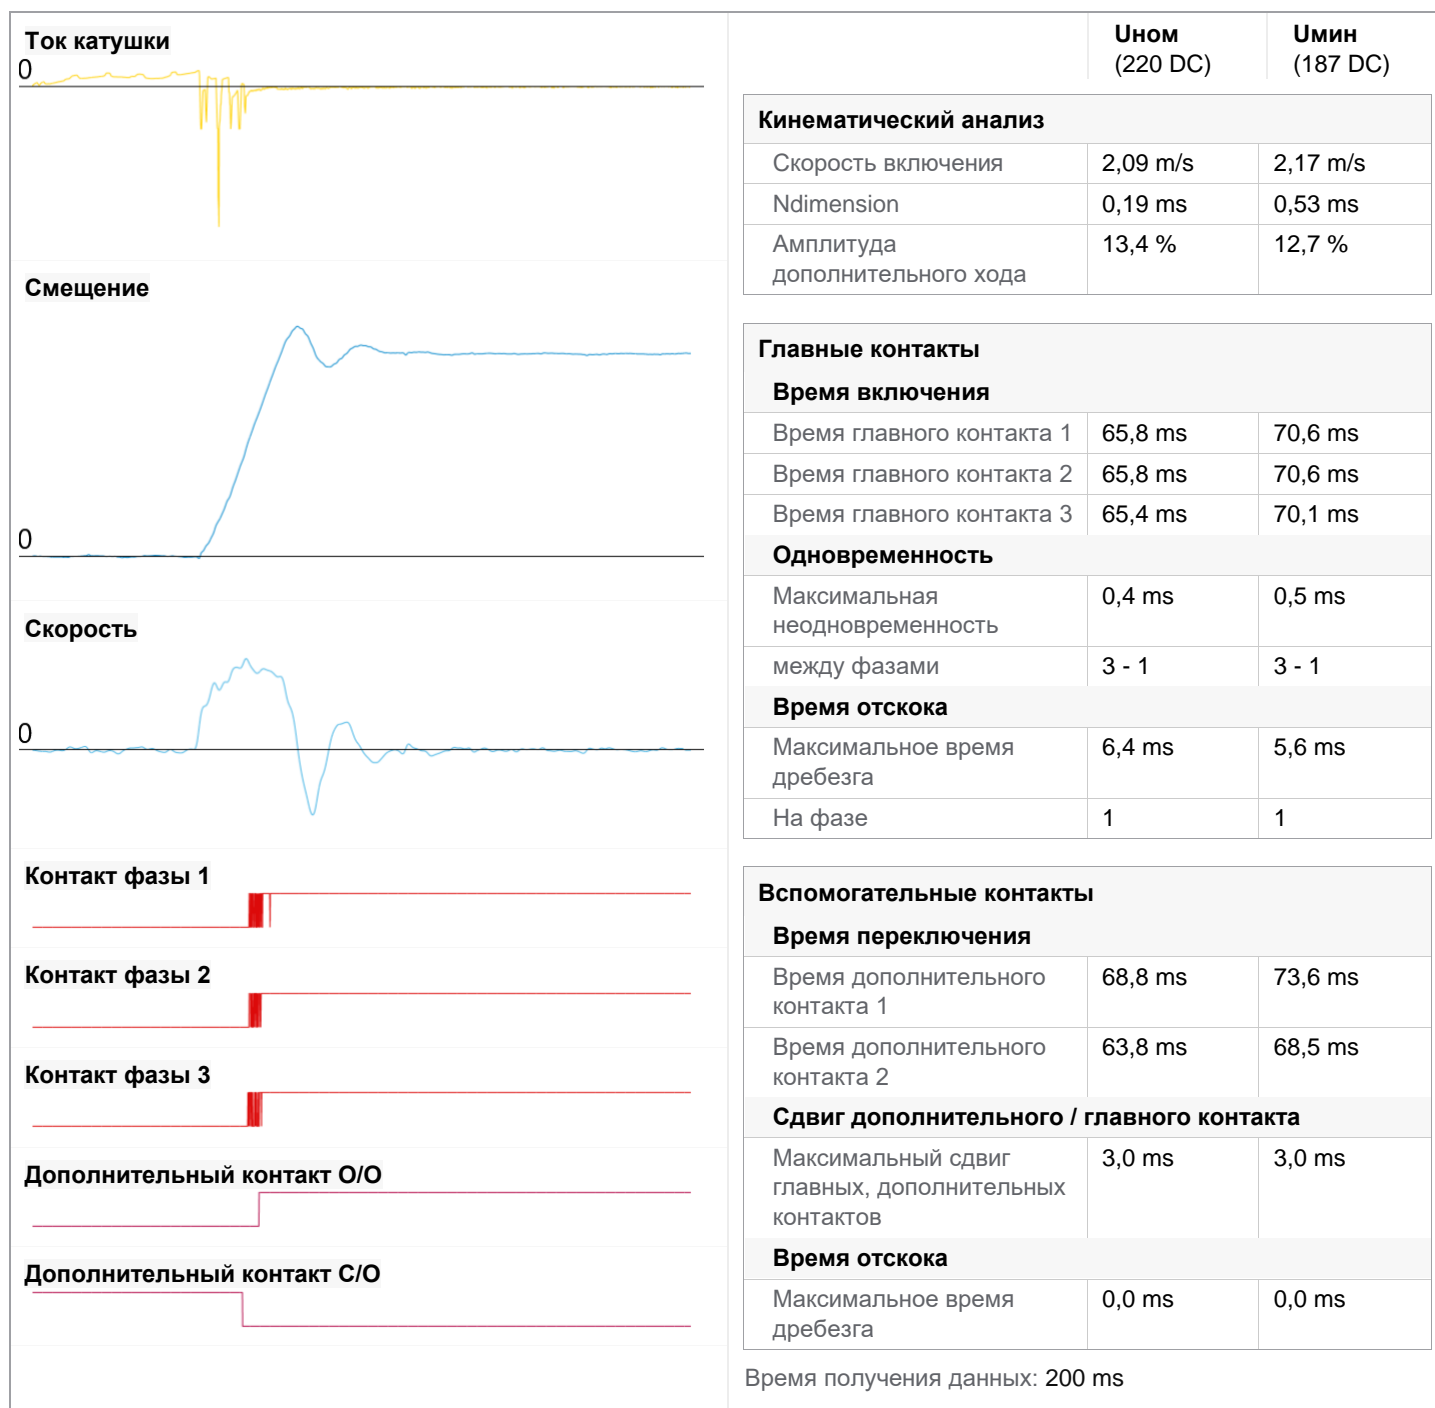 Ток катушки
0
Смещение
0
Скорость
0
Контакт фазы 1
Контакт фазы 2
Контакт фазы 3
Дополнительный контакт О/О
Дополнительный контакт С/О
Uном Uмин
(220 DC) (187 DC)
Кинематический анализ
Скорость включения 2,09 m/s 2,17 m/s
Ndimension 0,19 ms 0,53 ms
Амплитуда 13,4 % 12,7 %
дополнительного хода
Главные контакты
Время включения
Время главного контакта 1 65,8 ms 70,6 ms
Время главного контакта 2 65,8 ms 70,6 ms
Время главного контакта 3 65,4 ms 70,1 ms
Одновременность
Максимальная 0,4 ms 0,5 ms
неодновременность
между фазами 3 - 1 3 - 1
Время отскока
Максимальное время 6,4 ms 5,6 ms
дребезга
На фазе 1 1
Вспомогательные контакты
Время переключения
Время дополнительного 68,8 ms 73,6 ms
контакта 1
Время дополнительного 63,8 ms 68,5 ms
контакта 2
Сдвиг дополнительного / главного контакта
Максимальный сдвиг 3,0 ms 3,0 ms
главных, дополнительных
контактов
Время отскока
Максимальное время 0,0 ms 0,0 ms
дребезга
Время получения данных: 200 ms